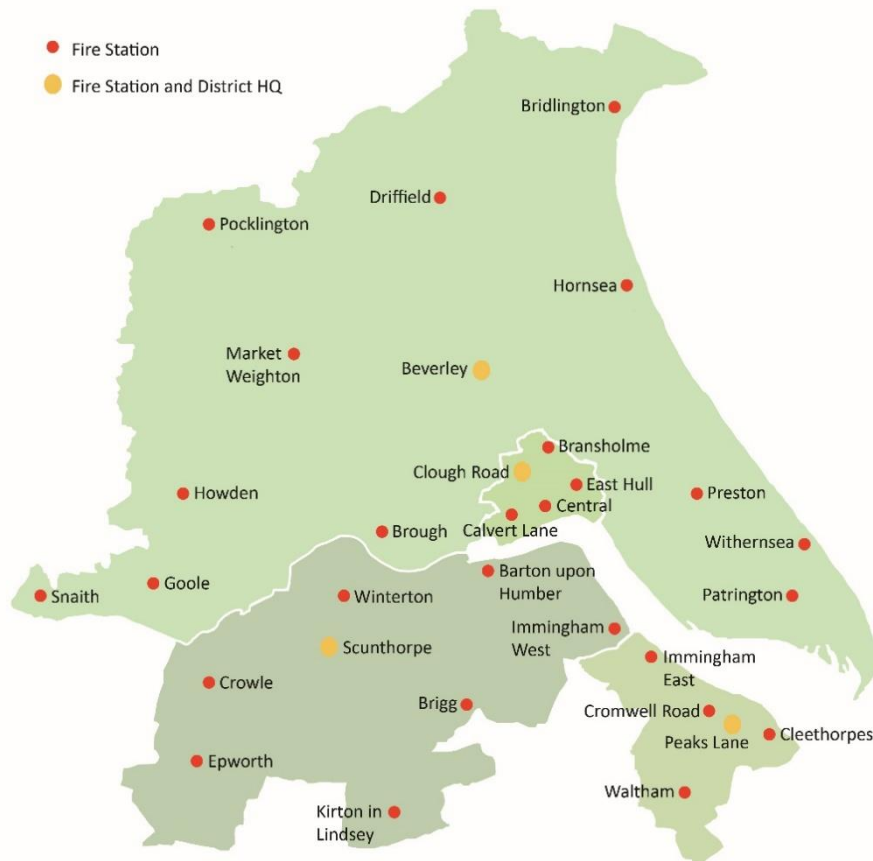 Fire Station
Fire Station and District HQ
Bridlington
Driffield
Pocklington
Hornsea
Market
Weighton
Beverley
Bransholme
Clough Road
East Hull
Howden
Preston
Central
Calvert Lane
Brough
Withernsea
Goole
Barton upon
Humber
Snaith
Winterton
Patrington
Immingham
West
Scunthorpe
Immingham
East
Crowle
Brigg
Cromwell Road
Cleethorpes
Peaks Lane
Epworth
Waltham
Kirton in
Lindsey